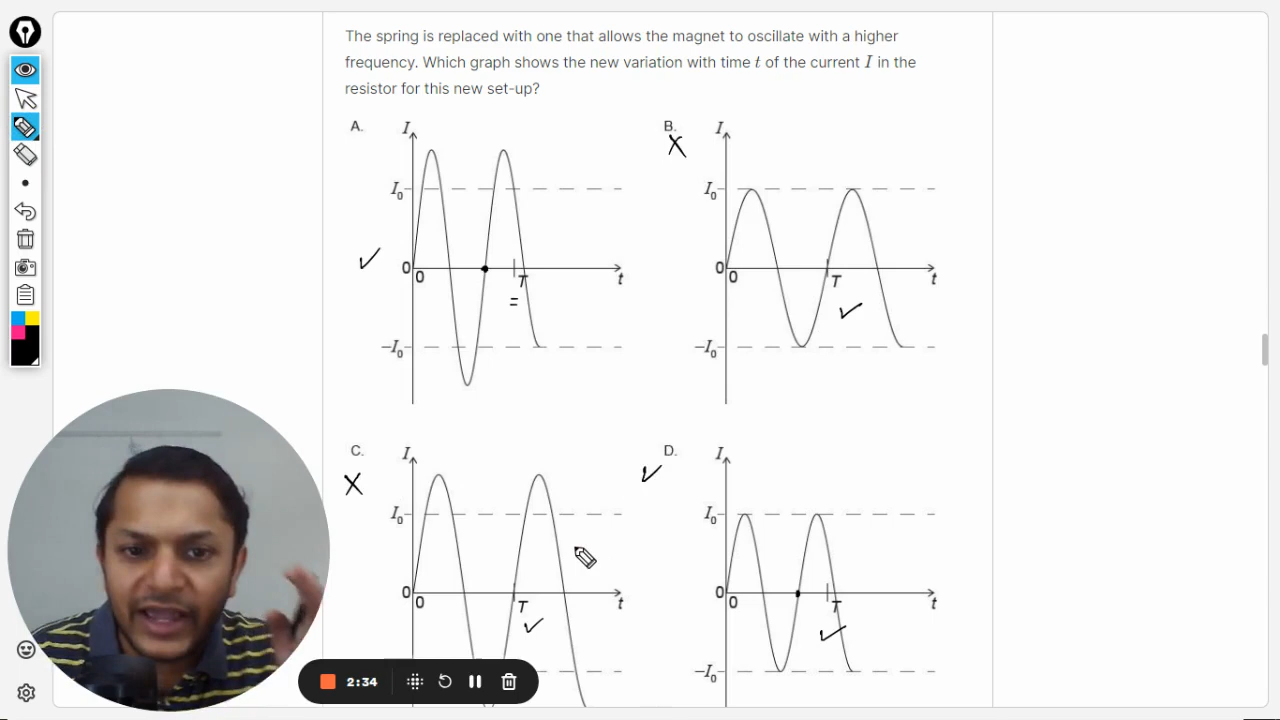 The spring is replaced with one that allows the magnet to oscillate with a higher
frequency. Which graph shows the new variation with time t of the current I in the
resistor for this new set-up?
A.
I
I₀
0
0
T
t
=
-I₀
B.
I
I₀
0
0
T
t
-I₀
C.
I
I₀
0
0
T
t
D.
I
I₀
0
0
T
t
-I₀
2:34